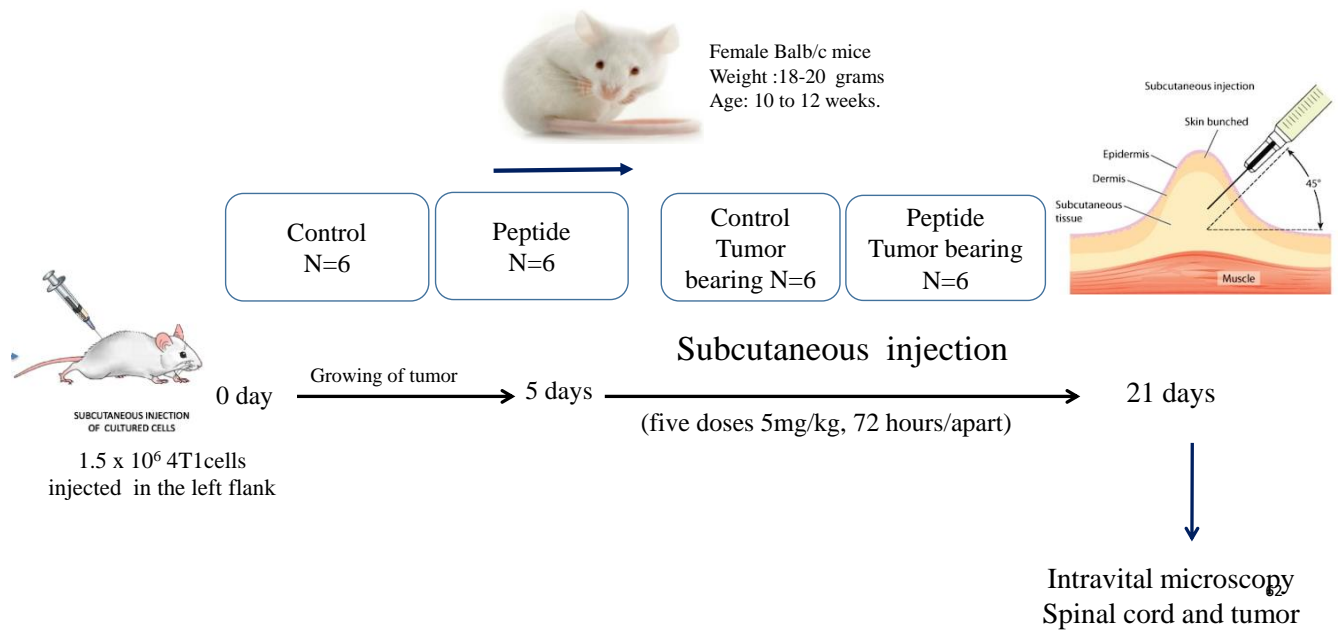 Female Balb/c mice
Weight :18-20 grams
Age: 10 to 12 weeks.
Subcutaneous injection
Skin bunched
Epidermis
Dermis
Subcutaneous
tissue
45°
Muscle
Control
N=6
Peptide
N=6
Control
Tumor
bearing N=6
Peptide
Tumor bearing
N=6
SUBCUTANEOUS INJECTION
OF CULTURED CELLS
1.5 x 10⁶ 4T1cells
injected in the left flank
0 day
Growing of tumor
5 days
Subcutaneous injection
(five doses 5mg/kg, 72 hours/apart)
21 days
Intravital microscopy
Spinal cord and tumor